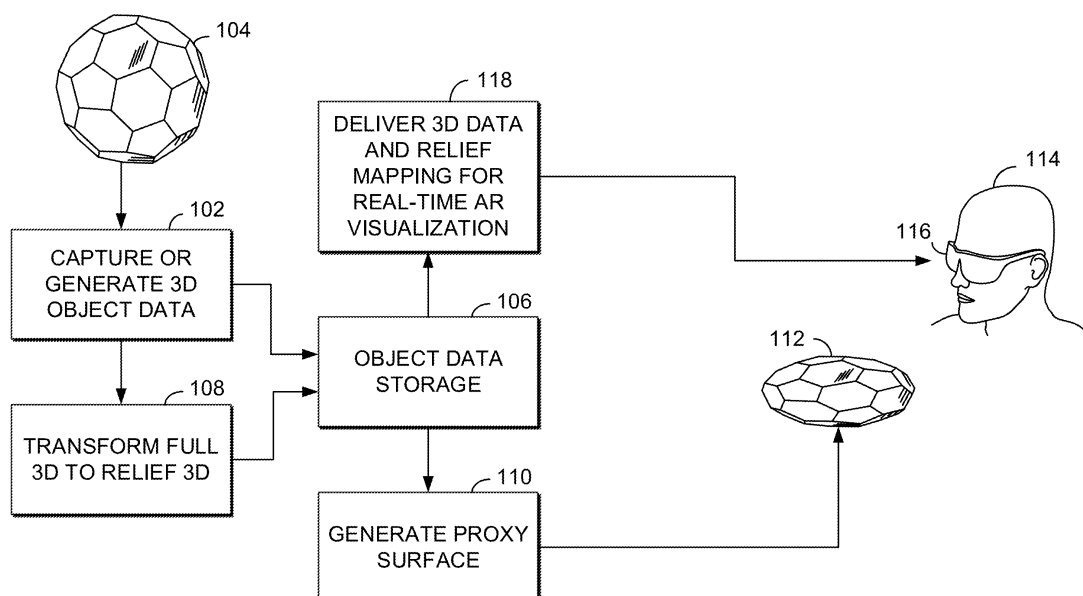 104
118
DELIVER 3D DATA
AND RELIEF
MAPPING FOR
REAL-TIME AR
VISUALIZATION
114
116
102
CAPTURE OR
GENERATE 3D
OBJECT DATA
106
OBJECT DATA
STORAGE
112
108
TRANSFORM FULL
3D TO RELIEF 3D
110
GENERATE PROXY
SURFACE